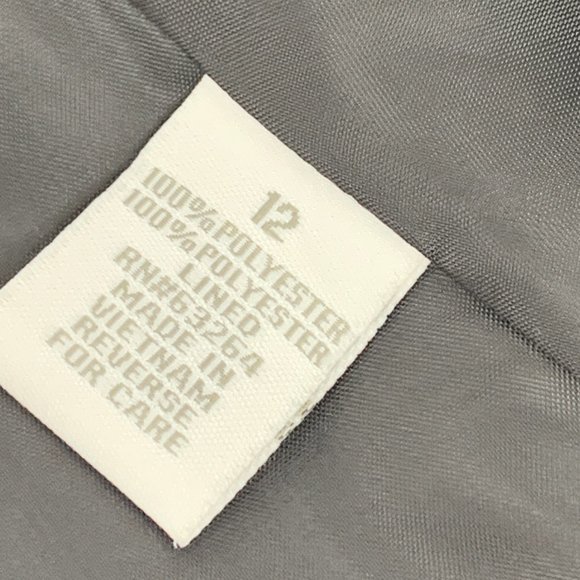 12
100% POLYESTER
100% POLYESTER
LINED
RN#63264
MADE IN
VIETNAM
REVERSE
FOR CARE